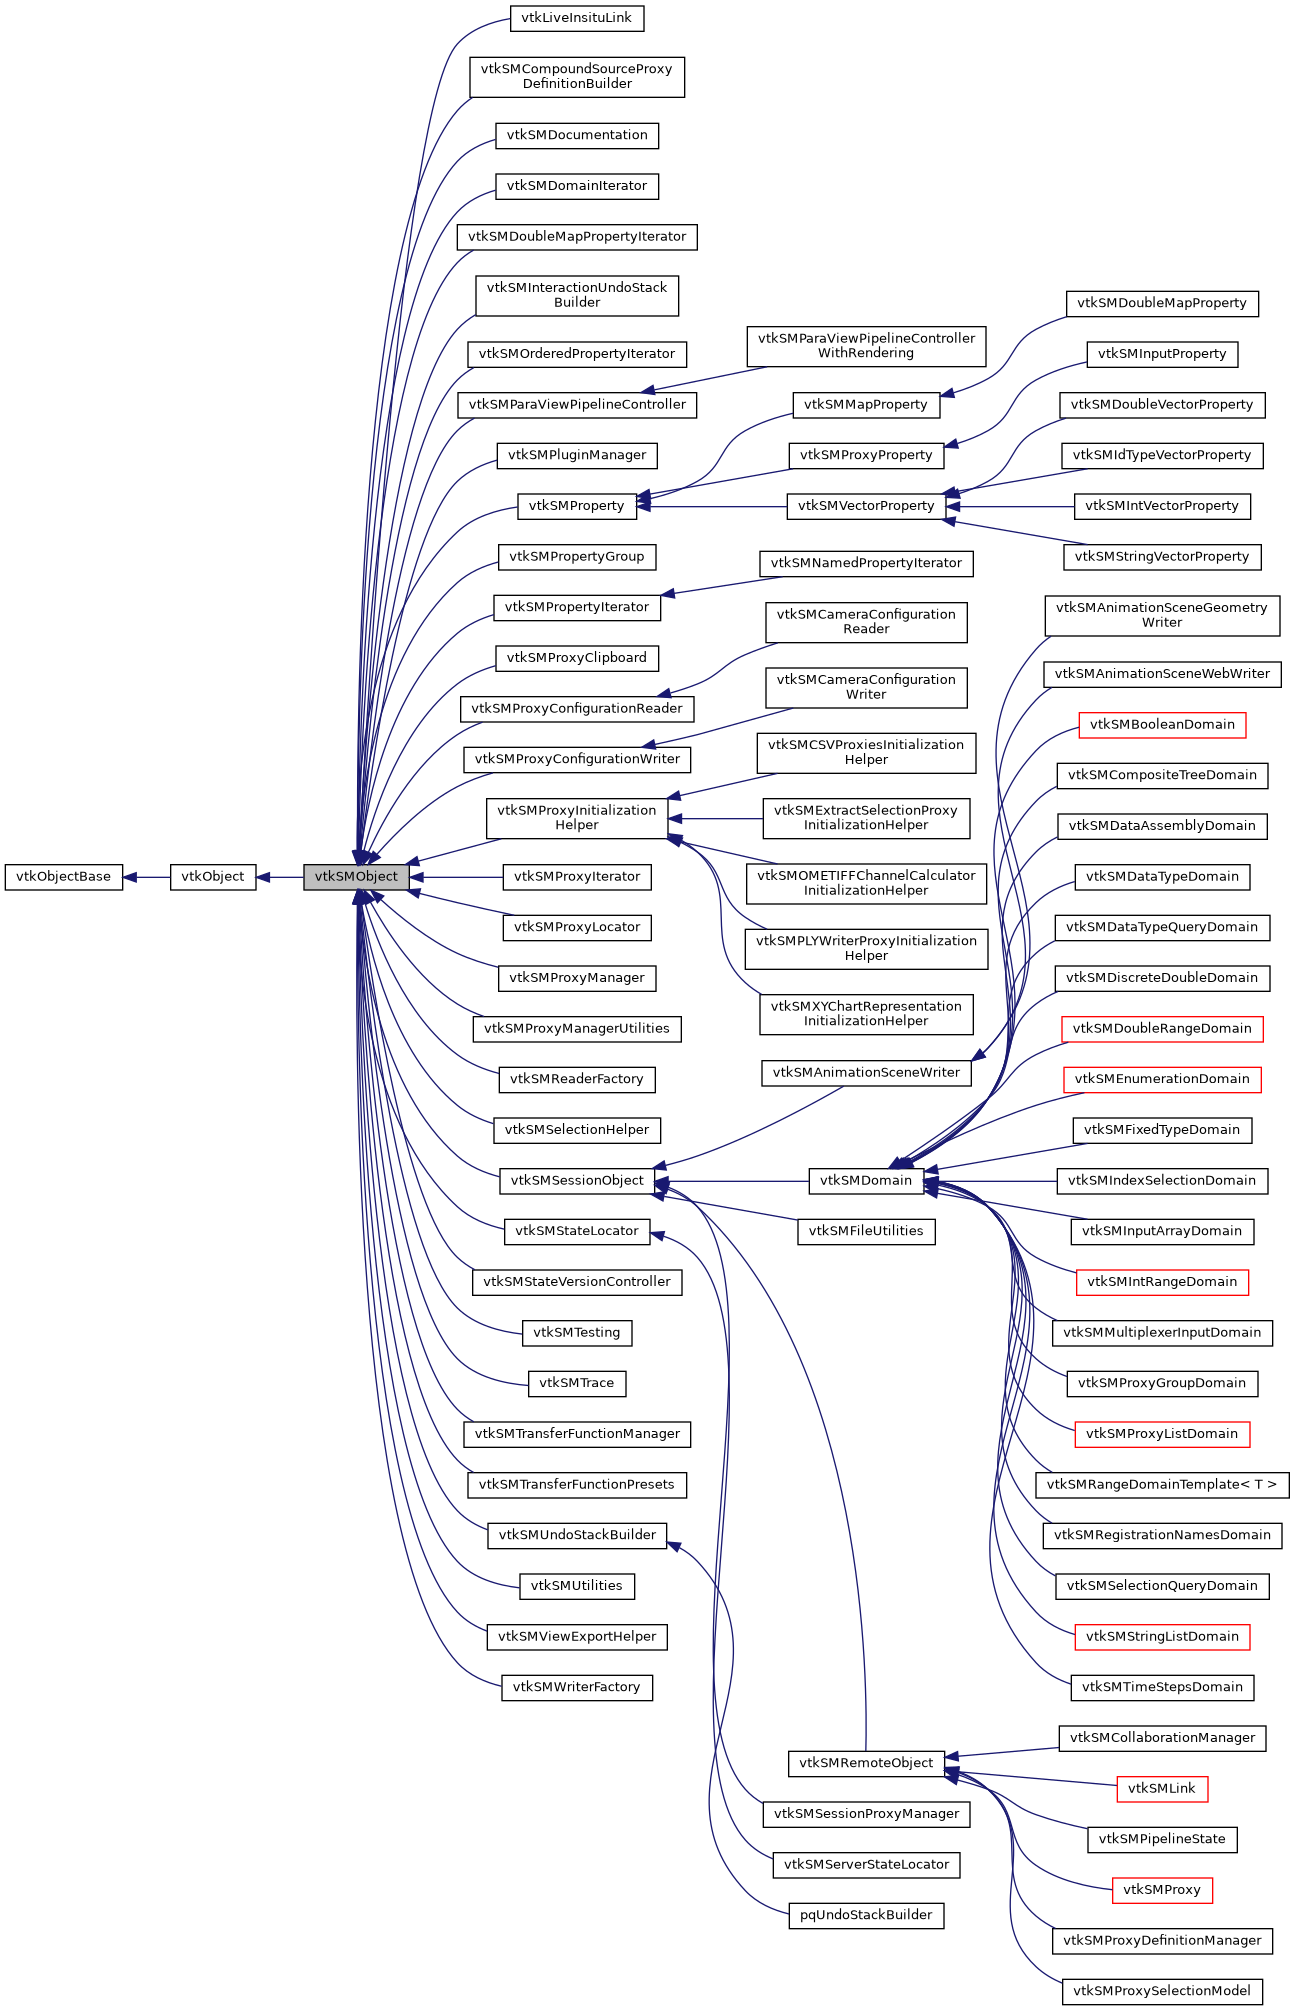 vtkLiveInsituLink
vtkSMCompoundSourceProxy
DefinitionBuilder
vtkSMDocumentation
vtkSMDomainIterator
vtkSMDoubleMapPropertyIterator
vtkSMInteractionUndoStack
Builder
vtkSMOrderedPropertyIterator
vtkSMParaViewPipelineController
vtkSMPluginManager
vtkSMProperty
vtkSMPropertyGroup
vtkSMPropertyIterator
vtkSMProxyClipboard
vtkSMProxyConfigurationReader
vtkSMProxyConfigurationWriter
vtkSMProxyInitialization
Helper
vtkObjectBase
vtkObject
vtkSMObject
vtkSMProxyIterator
vtkSMProxyLocator
vtkSMProxyManager
vtkSMProxyManagerUtilities
vtkSMReaderFactory
vtkSMSelectionHelper
vtkSMSessionObject
vtkSMStateLocator
vtkSMStateVersionController
vtkSMTesting
vtkSMTrace
vtkSMTransferFunctionManager
vtkSMTransferFunctionPresets
vtkSMUndoStackBuilder
vtkSMUtilities
vtkSMViewExportHelper
vtkSMWriterFactory
vtkSMParaViewPipelineController
WithRendering
vtkSMMapProperty
vtkSMProxyProperty
vtkSMVectorProperty
vtkSMNamedPropertyIterator
vtkSMCameraConfiguration
Reader
vtkSMCameraConfiguration
Writer
vtkSMCSVProxiesInitialization
Helper
vtkSMExtractSelectionProxy
InitializationHelper
vtkSMOMETIFFChannelCalculator
InitializationHelper
vtkSMPLYWriterProxyInitialization
Helper
vtkSMXYChartRepresentation
InitializationHelper
vtkSMAnimationSceneWriter
vtkSMDomain
vtkSMFileUtilities
vtkSMRemoteObject
vtkSMSessionProxyManager
vtkSMServerStateLocator
pqUndoStackBuilder
vtkSMDoubleMapProperty
vtkSMInputProperty
vtkSMDoubleVectorProperty
vtkSMIdTypeVectorProperty
vtkSMIntVectorProperty
vtkSMStringVectorProperty
vtkSMAnimationSceneGeometry
Writer
vtkSMAnimationSceneWebWriter
vtkSMBooleanDomain
vtkSMCompositeTreeDomain
vtkSMDataAssemblyDomain
vtkSMDataTypeDomain
vtkSMDataTypeQueryDomain
vtkSMDiscreteDoubleDomain
vtkSMDoubleRangeDomain
vtkSMEnumerationDomain
vtkSMFixedTypeDomain
vtkSMIndexSelectionDomain
vtkSMInputArrayDomain
vtkSMIntRangeDomain
vtkSMMultiplexerInputDomain
vtkSMProxyGroupDomain
vtkSMProxyListDomain
vtkSMRangeDomainTemplate< T >
vtkSMRegistrationNamesDomain
vtkSMSelectionQueryDomain
vtkSMStringListDomain
vtkSMTimeStepsDomain
vtkSMCollaborationManager
vtkSMLink
vtkSMPipelineState
vtkSMProxy
vtkSMProxyDefinitionManager
vtkSMProxySelectionModel